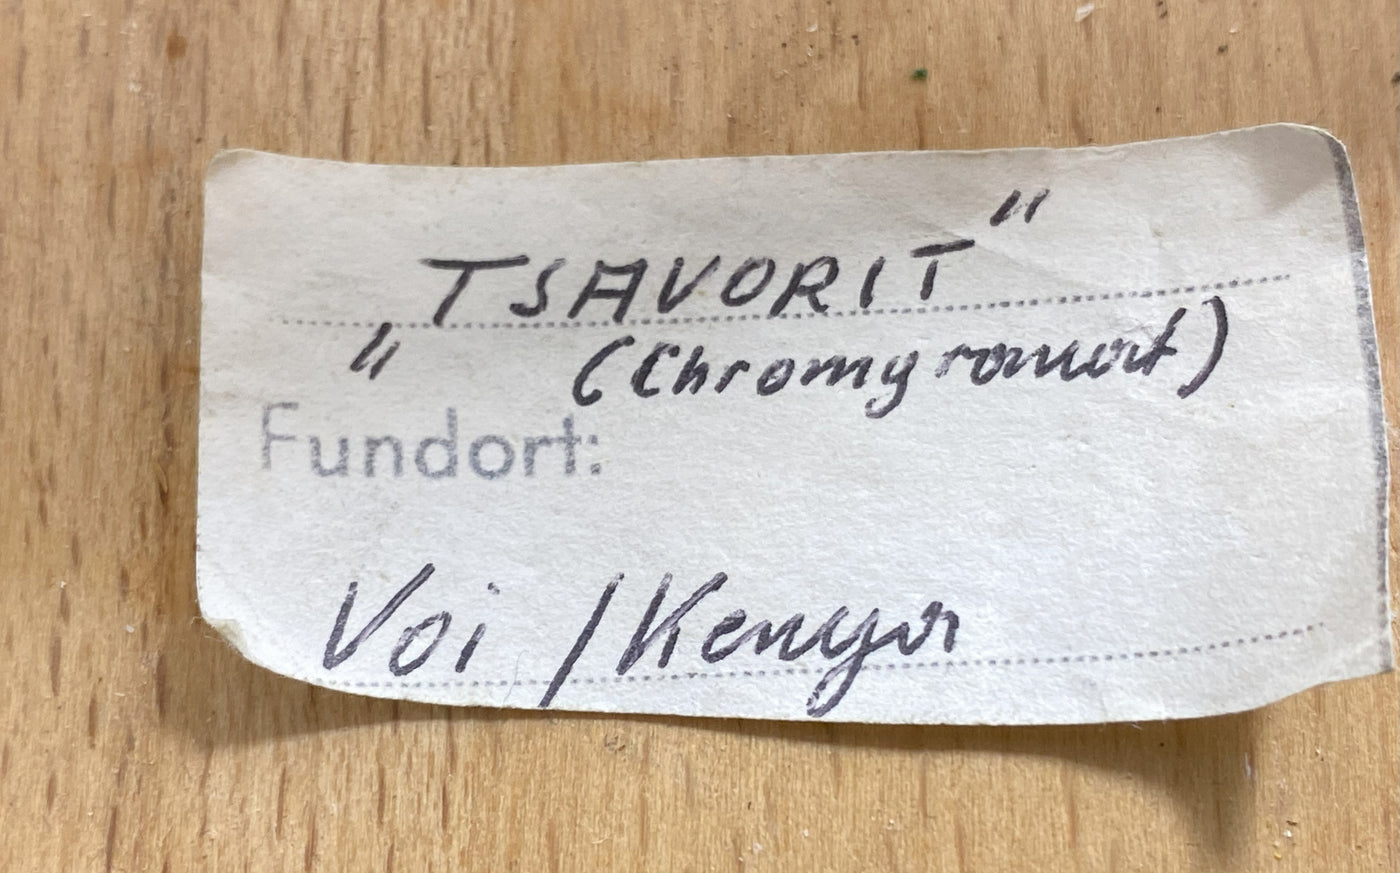 „TSAVORIT"
(Chromgranat)
Fundort:
Voi / Kenya